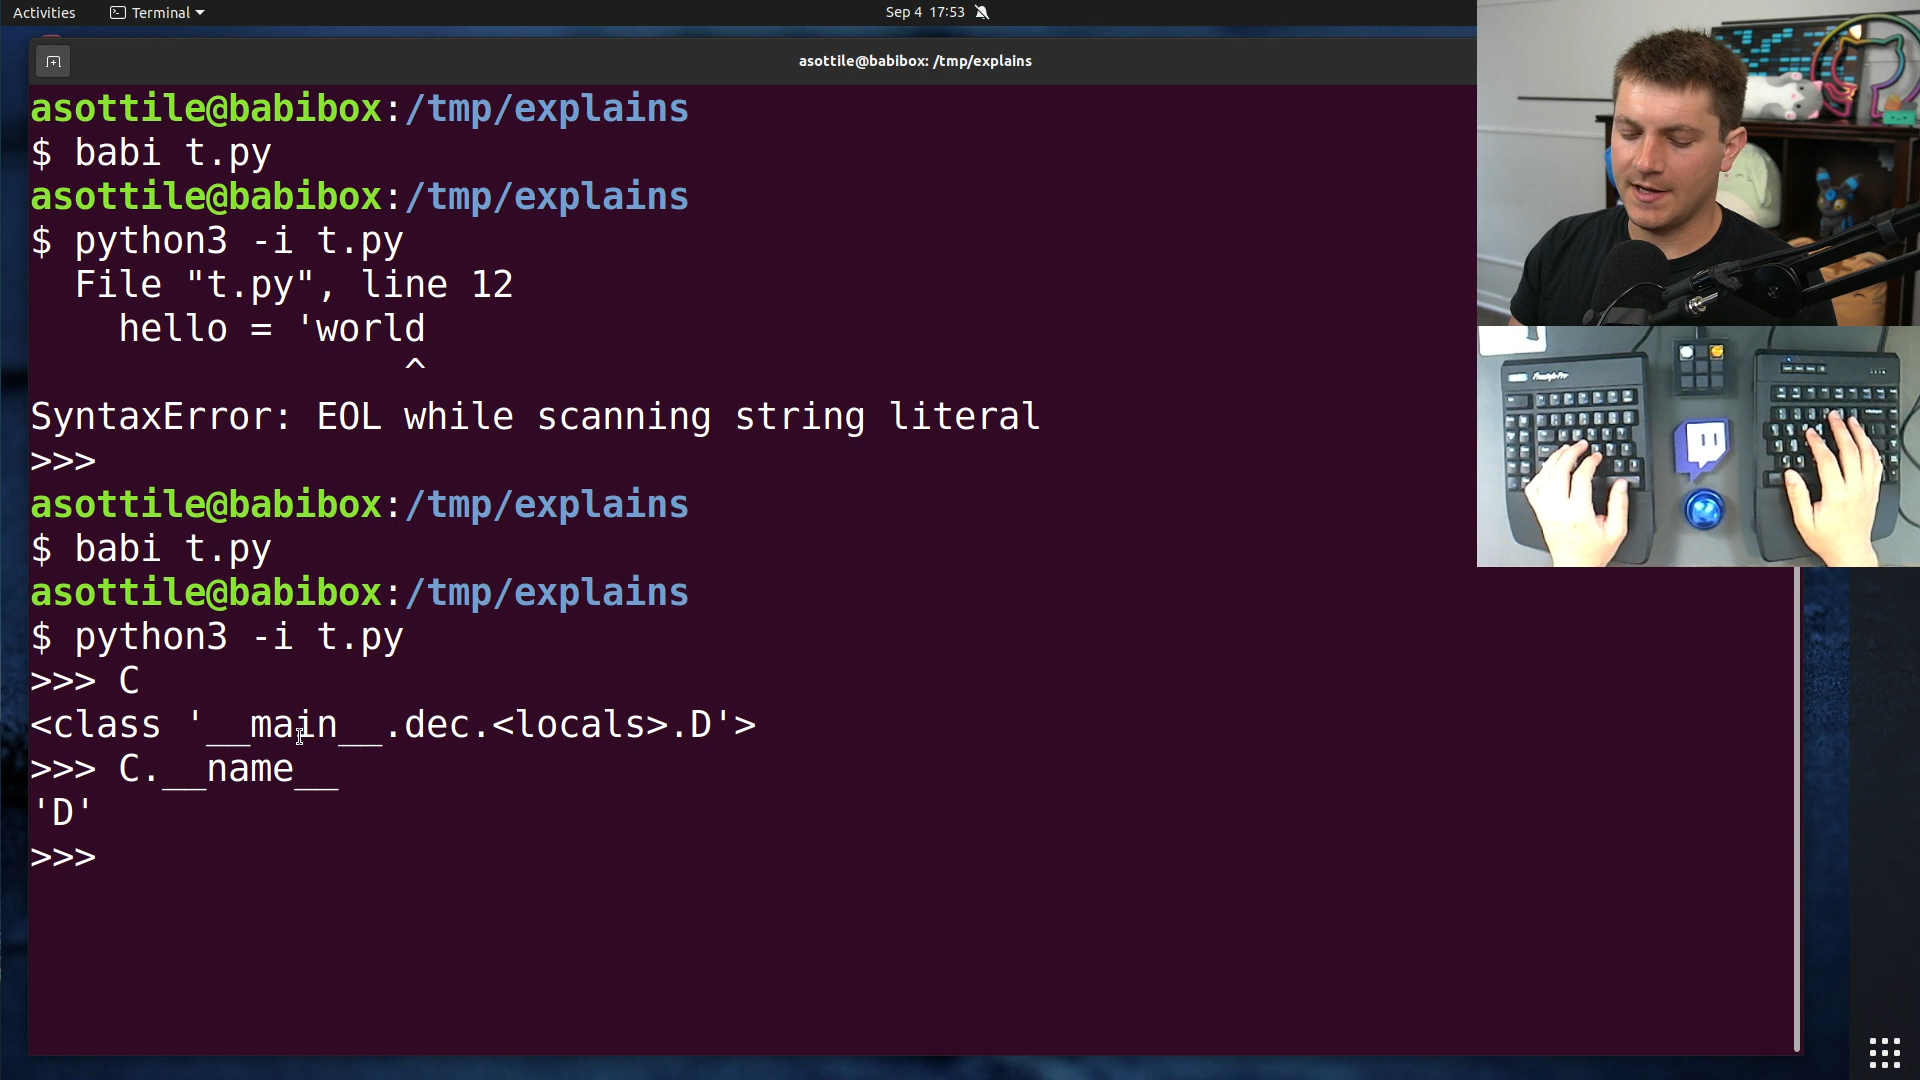 Activities
Terminal
Sep 4 17:53
asottile@babibox: /tmp/explains
asottile@babibox:/tmp/explains
$ babi t.py
asottile@babibox:/tmp/explains
$ python3 -i t.py
  File "t.py", line 12
    hello = 'world
                 ^
SyntaxError: EOL while scanning string literal
>>>
asottile@babibox:/tmp/explains
$ babi t.py
asottile@babibox:/tmp/explains
$ python3 -i t.py
>>> C
<class '__main__.dec.<locals>.D'>
>>> C.__name__
'D'
>>>